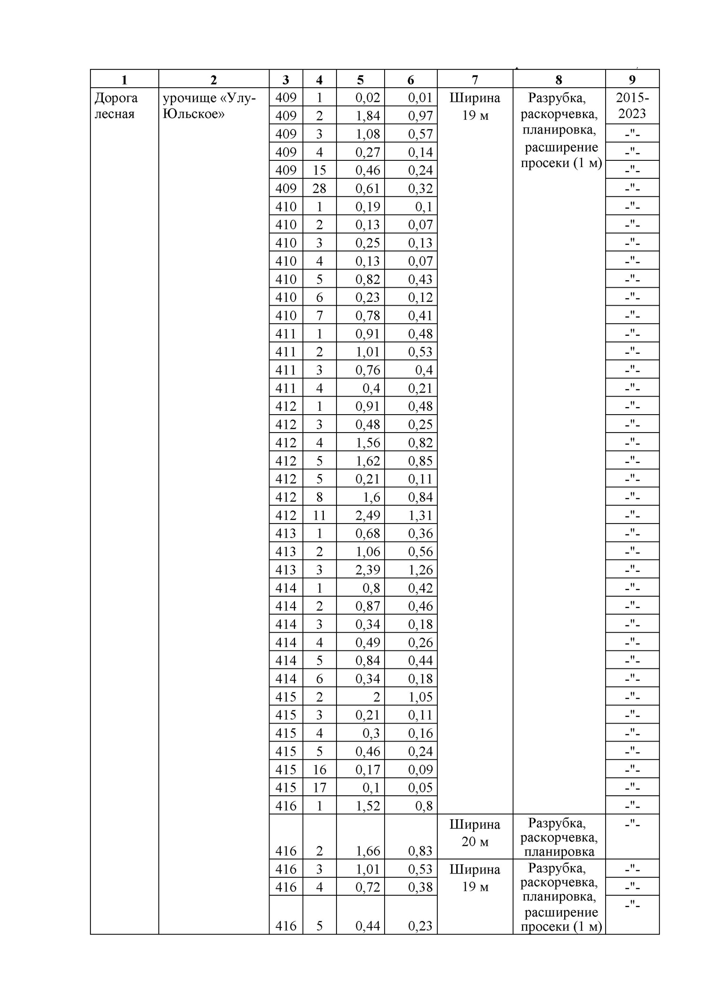 1 2 3 4 5 6 7 8 9
Дорога урочище «Улу- 409 1 0,02 0,01 Ширина Разрубка, 2015-
лесная Юльское» 409 2 1,84 0,97 19 м раскорчевка, 2023
409 3 1,08 0,57 планировка, -"-
409 4 0,27 0,14 расширение -"-
409 15 0,46 0,24 просеки (1 м) -"-
409 28 0,61 0,32 -"-
410 1 0,19 0,1 -"-
410 2 0,13 0,07 -"-
410 3 0,25 0,13 -"-
410 4 0,13 0,07 -"-
410 5 0,82 0,43 -"-
410 6 0,23 0,12 -"-
410 7 0,78 0,41 -"-
411 1 0,91 0,48 -"-
411 2 1,01 0,53 -"-
411 3 0,76 0,4 -"-
411 4 0,4 0,21 -"-
412 1 0,91 0,48 -"-
412 3 0,48 0,25 -"-
412 4 1,56 0,82 -"-
412 5 1,62 0,85 -"-
412 5 0,21 0,11 -"-
412 8 1,6 0,84 -"-
412 11 2,49 1,31 -"-
413 1 0,68 0,36 -"-
413 2 1,06 0,56 -"-
413 3 2,39 1,26 -"-
414 1 0,8 0,42 -"-
414 2 0,87 0,46 -"-
414 3 0,34 0,18 -"-
414 4 0,49 0,26 -"-
414 5 0,84 0,44 -"-
414 6 0,34 0,18 -"-
415 2 2 1,05 -"-
415 3 0,21 0,11 -"-
415 4 0,3 0,16 -"-
415 5 0,46 0,24 -"-
415 16 0,17 0,09 -"-
415 17 0,1 0,05 -"-
416 1 1,52 0,8 -"-
Ширина Разрубка, -"-
20 м раскорчевка,
416 2 1,66 0,83 планировка
416 3 1,01 0,53 Ширина Разрубка, -"-
416 4 0,72 0,38 19 м раскорчевка, -"-
планировка, -"-
расширение
416 5 0,44 0,23 просеки (1 м)